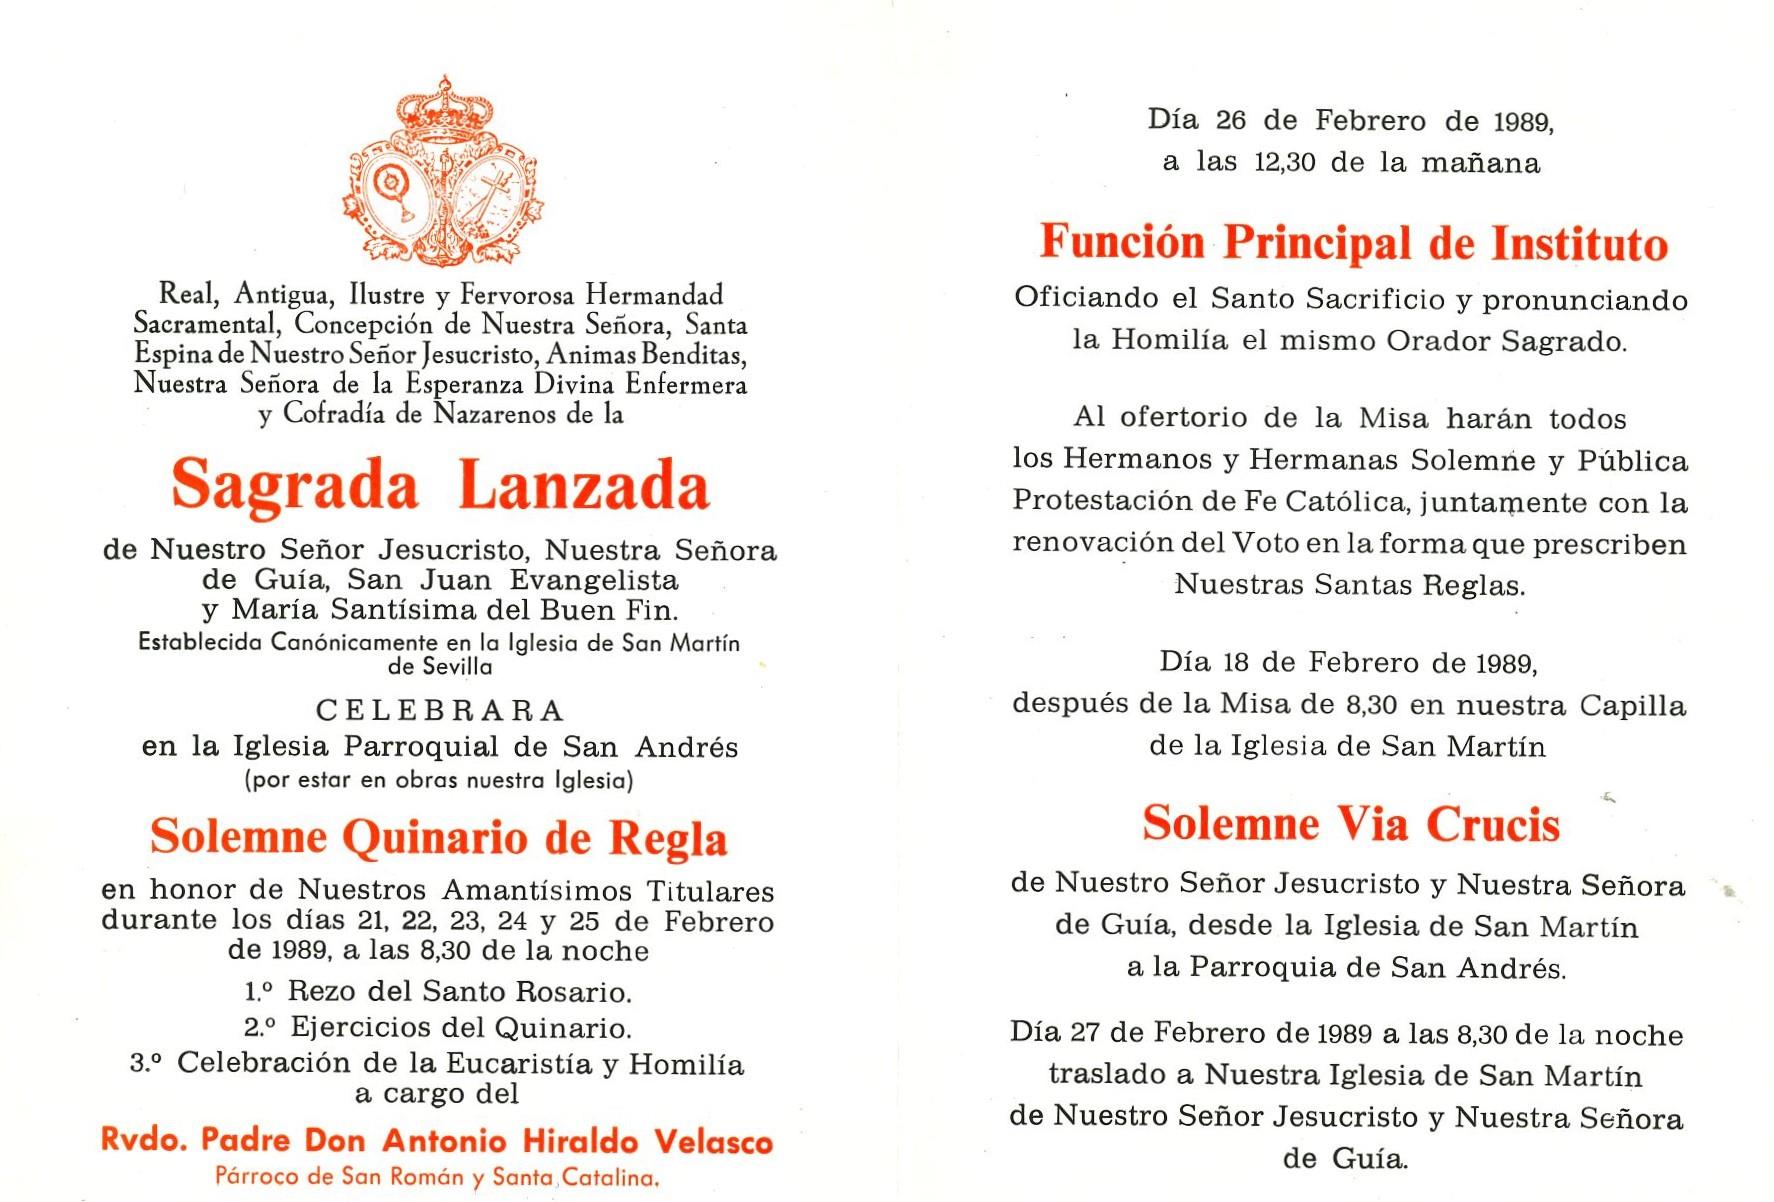 Real, Antigua, Ilustre y Fervorosa Hermandad
Sacramental, Concepción de Nuestra Señora, Santa
Espina de Nuestro Señor Jesucristo, Animas Benditas,
Nuestra Señora de la Esperanza Divina Enfermera
y Cofradía de Nazarenos de la
Sagrada Lanzada
de Nuestro Señor Jesucristo, Nuestra Señora
de Guía, San Juan Evangelista
y María Santísima del Buen Fin.
Establecida Canónicamente en la Iglesia de San Martín
de Sevilla
CELEBRARA
en la Iglesia Parroquial de San Andrés
(por estar en obras nuestra Iglesia)
Solemne Quinario de Regla
en honor de Nuestros Amantísimos Titulares
durante los días 21, 22, 23, 24 y 25 de Febrero
de 1989, a las 8,30 de la noche
1.º Rezo del Santo Rosario.
2.º Ejercicios del Quinario.
3.º Celebración de la Eucaristía y Homilía
a cargo del
Rvdo. Padre Don Antonio Hiraldo Velasco
Párroco de San Román y Santa Catalina.
Día 26 de Febrero de 1989,
a las 12,30 de la mañana
Función Principal de Instituto
Oficiando el Santo Sacrificio y pronunciando
la Homilía el mismo Orador Sagrado.
Al ofertorio de la Misa harán todos
los Hermanos y Hermanas Solemne y Pública
Protestación de Fe Católica, juntamente con la
renovación del Voto en la forma que prescriben
Nuestras Santas Reglas.
Día 18 de Febrero de 1989,
después de la Misa de 8,30 en nuestra Capilla
de la Iglesia de San Martín
Solemne Via Crucis
de Nuestro Señor Jesucristo y Nuestra Señora
de Guía, desde la Iglesia de San Martín
a la Parroquia de San Andrés.
Día 27 de Febrero de 1989 a las 8,30 de la noche
traslado a Nuestra Iglesia de San Martín
de Nuestro Señor Jesucristo y Nuestra Señora
de Guía.